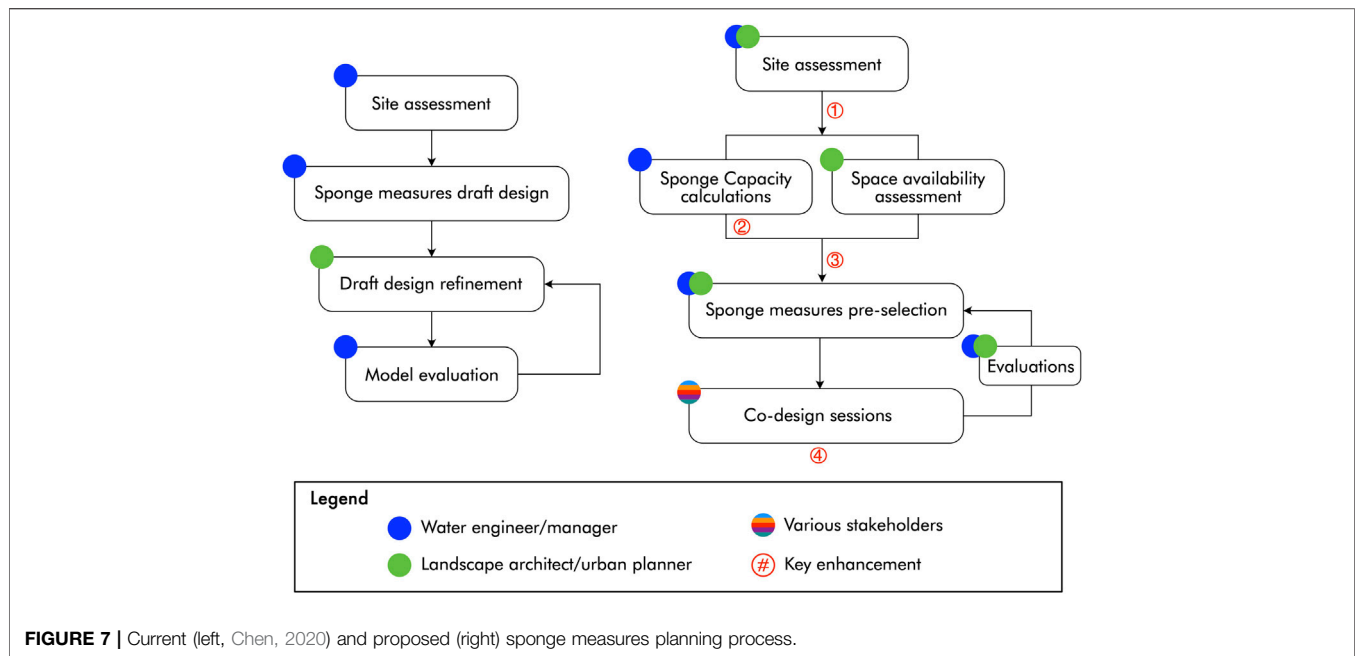 Site assessment
Sponge measures draft design
Draft design refinement
Model evaluation
Site assessment
①
Sponge Capacity
calculations
Space availability
assessment
②
③
Sponge measures pre-selection
Evaluations
Co-design sessions
④
Legend
Water engineer/manager
Various stakeholders
Landscape architect/urban planner
# Key enhancement
FIGURE 7 | Current (left, Chen, 2020) and proposed (right) sponge measures planning process.